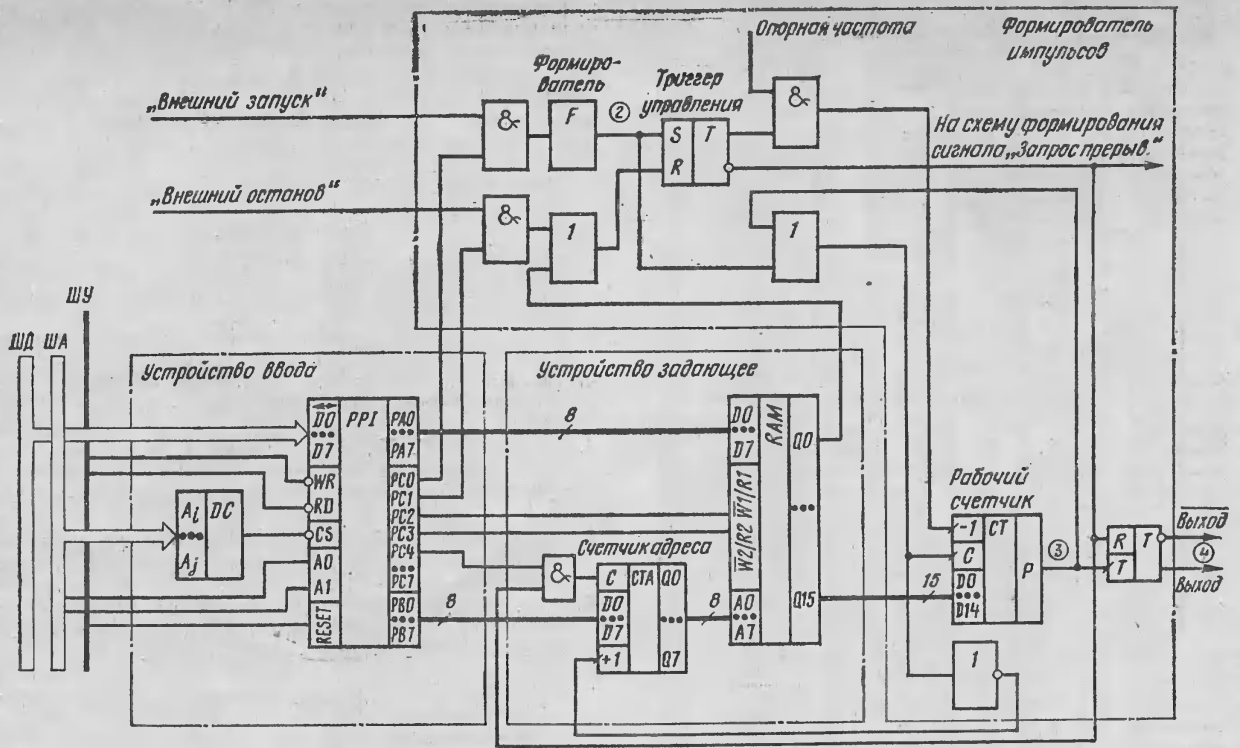 Опорная частота
Формирователь
импульсов
Формиро-
ватель
Триггер
управления
„Внешний запуск“
&
F
②
S T
R
&
На схему формирования
сигнала „Запрос прерыв.“
„Внешний останов“
&
1
1
ШУ
ШД ША
Устройство ввода
Устройство задающее
D0
D7
PPI
PA0
PA7
WR
RD
CS
A0
A1
RESET
PC0
PC1
PC2
PC3
PC4
PC7
PB0
PB7
Ai
Aj
DC
8
8
D0
D7
W1/R1
W2/R2
A0
A7
RAM
Q0
Q15
Счетчик адреса
&
C
D0
D7
+1
CTA
Q0
Q7
8
15
Рабочий
счетчик
-1
C
D0
D14
CT
P
③
R T
T
Выход
④
Выход
1